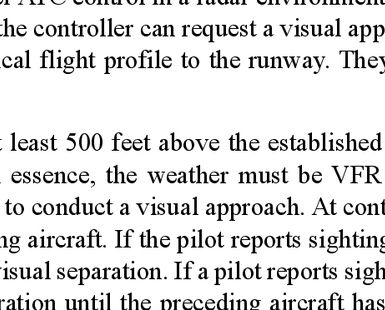 ATC control in a radar environment
the controller can request a visual app
ical flight profile to the runway. They
t least 500 feet above the established
essence, the weather must be VFR
to conduct a visual approach. At cont
ng aircraft. If the pilot reports sighting
visual separation. If a pilot reports sigh
ration until the preceding aircraft has